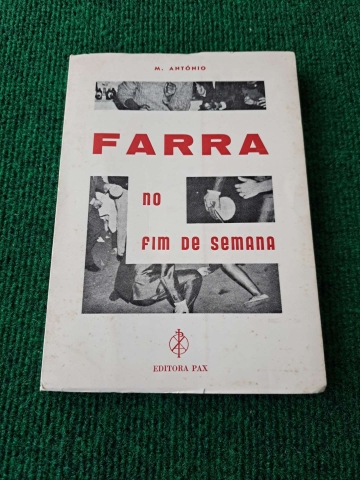 M. ANTÓNIO
FARRA
NO
FIM DE SEMANA
EDITORA PAX